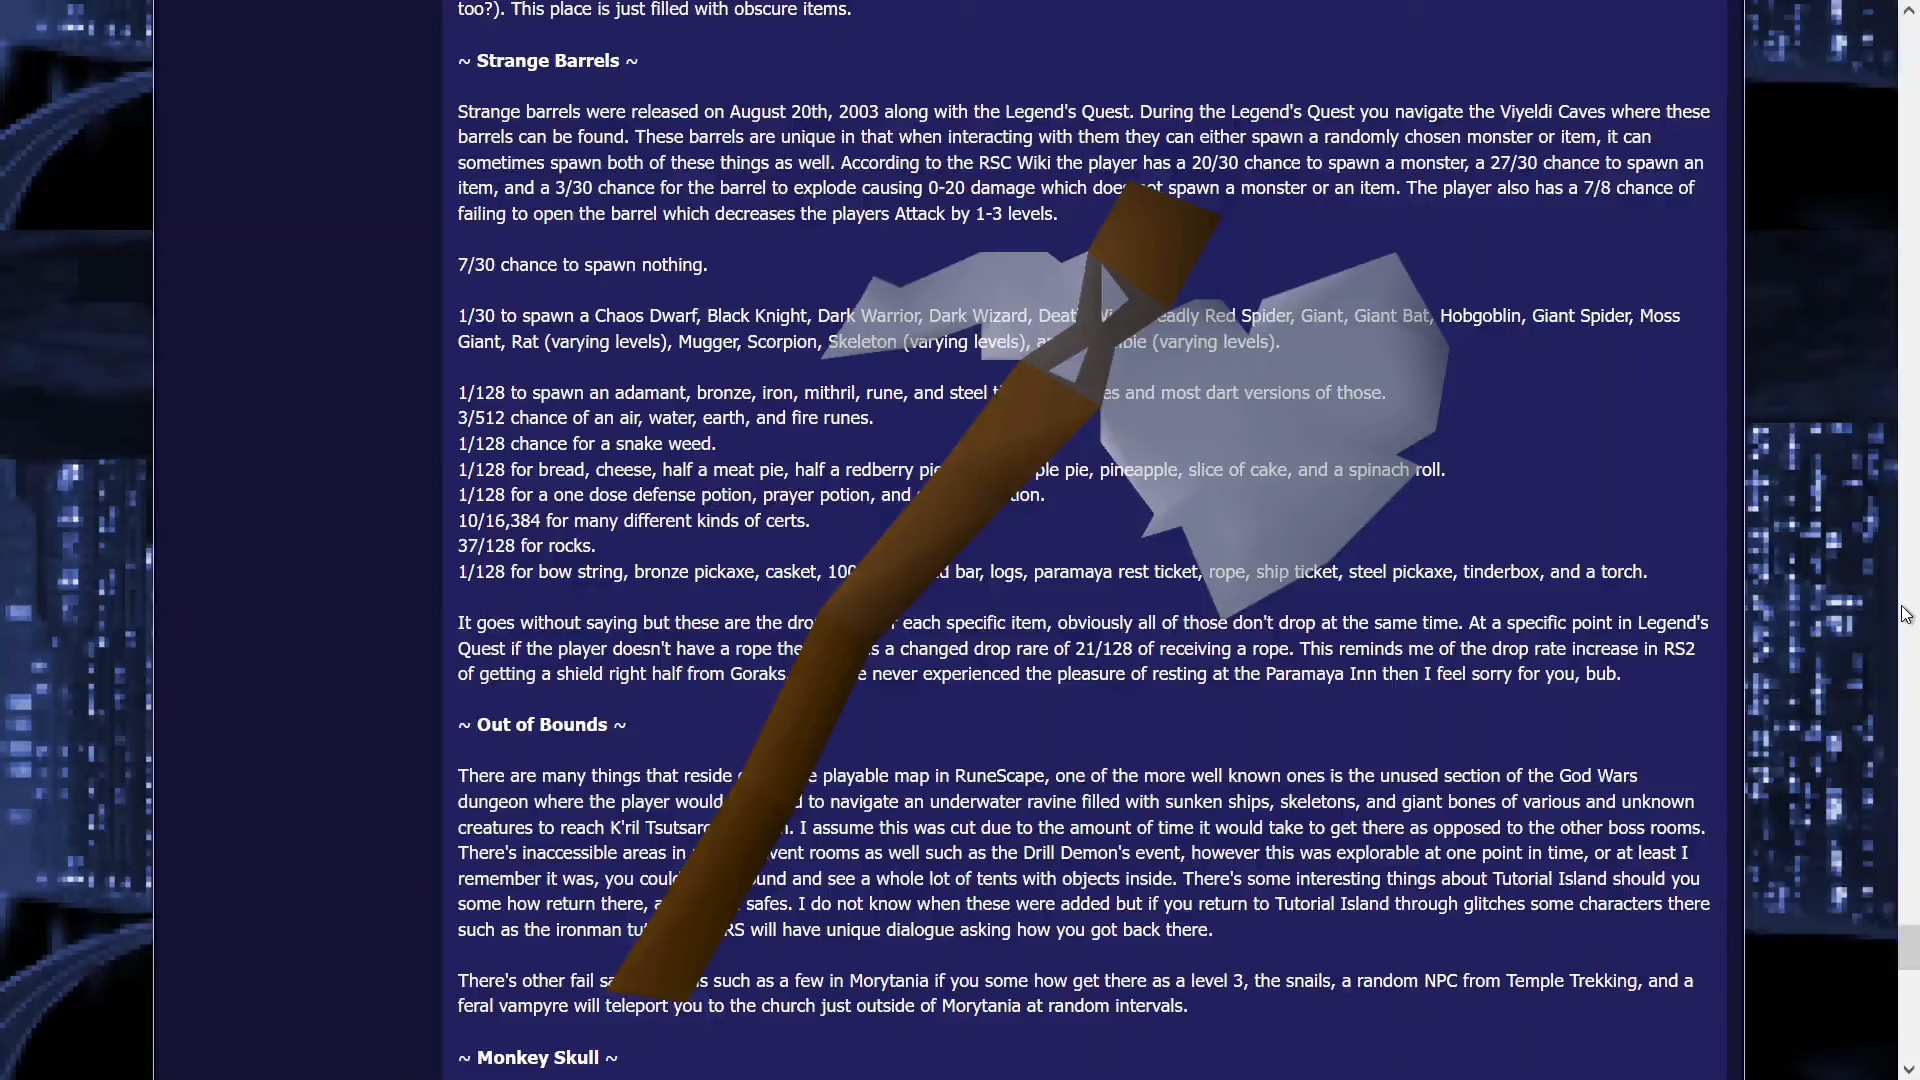 too?). This place is just filled with obscure items.
~ Strange Barrels ~
Strange barrels were released on August 20th, 2003 along with the Legend's Quest. During the Legend's Quest you navigate the Viyeldi Caves where these
barrels can be found. These barrels are unique in that when interacting with them they can either spawn a randomly chosen monster or item, it can
sometimes spawn both of these things as well. According to the RSC Wiki the player has a 20/30 chance to spawn a monster, a 27/30 chance to spawn an
item, and a 3/30 chance for the barrel to explode causing 0-20 damage which does not spawn a monster or an item. The player also has a 7/8 chance of
failing to open the barrel which decreases the players Attack by 1-3 levels.
7/30 chance to spawn nothing.
1/30 to spawn a Chaos Dwarf, Black Knight, Dark Warrior, Dark Wizard, Deadly Red Spider, Giant, Giant Bat, Hobgoblin, Giant Spider, Moss
Giant, Rat (varying levels), Mugger, Scorpion, Skeleton (varying levels), (varying levels).
1/128 to spawn an adamant, bronze, iron, mithril, rune, and steel and most dart versions of those.
3/512 chance of an air, water, earth, and fire runes.
1/128 chance for a snake weed.
1/128 for bread, cheese, half a meat pie, half a redberry pie, pie, pineapple, slice of cake, and a spinach roll.
1/128 for a one dose defense potion, prayer potion, and
10/16,384 for many different kinds of certs.
37/128 for rocks.
1/128 for bow string, bronze pickaxe, casket, bar, logs, paramaya rest ticket, rope, ship ticket, steel pickaxe, tinderbox, and a torch.
It goes without saying but these are the each specific item, obviously all of those don't drop at the same time. At a specific point in Legend's
Quest if the player doesn't have a rope a changed drop rare of 21/128 of receiving a rope. This reminds me of the drop rate increase in RS2
of getting a shield right half from Goraks. never experienced the pleasure of resting at the Paramaya Inn then I feel sorry for you, bub.
~ Out of Bounds ~
There are many things that reside playable map in RuneScape, one of the more well known ones is the unused section of the God Wars
dungeon where the player would to navigate an underwater ravine filled with sunken ships, skeletons, and giant bones of various and unknown
creatures to reach K'ril I assume this was cut due to the amount of time it would take to get there as opposed to the other boss rooms.
There's inaccessible areas in rooms as well such as the Drill Demon's event, however this was explorable at one point in time, or at least I
remember it was, you could and see a whole lot of tents with objects inside. There's some interesting things about Tutorial Island should you
some how return there, safes. I do not know when these were added but if you return to Tutorial Island through glitches some characters there
such as the ironman will have unique dialogue asking how you got back there.
There's other fail such as a few in Morytania if you some how get there as a level 3, the snails, a random NPC from Temple Trekking, and a
feral vampyre will teleport you to the church just outside of Morytania at random intervals.
~ Monkey Skull ~